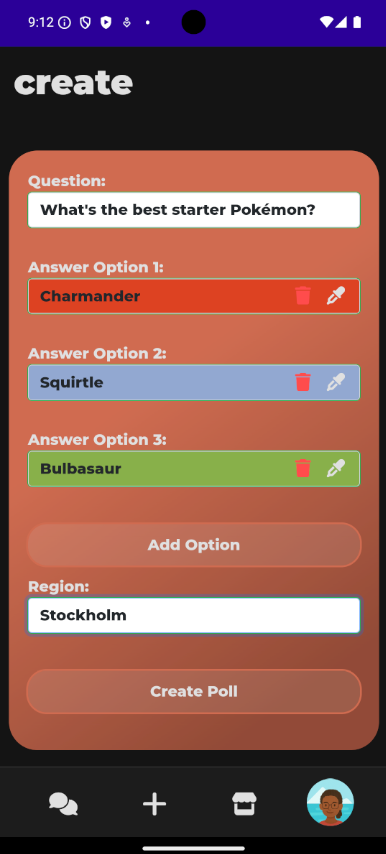 9:12
create
Question:
What's the best starter Pokémon?
Answer Option 1:
Charmander
Answer Option 2:
Squirtle
Answer Option 3:
Bulbasaur
Add Option
Region:
Stockholm
Create Poll